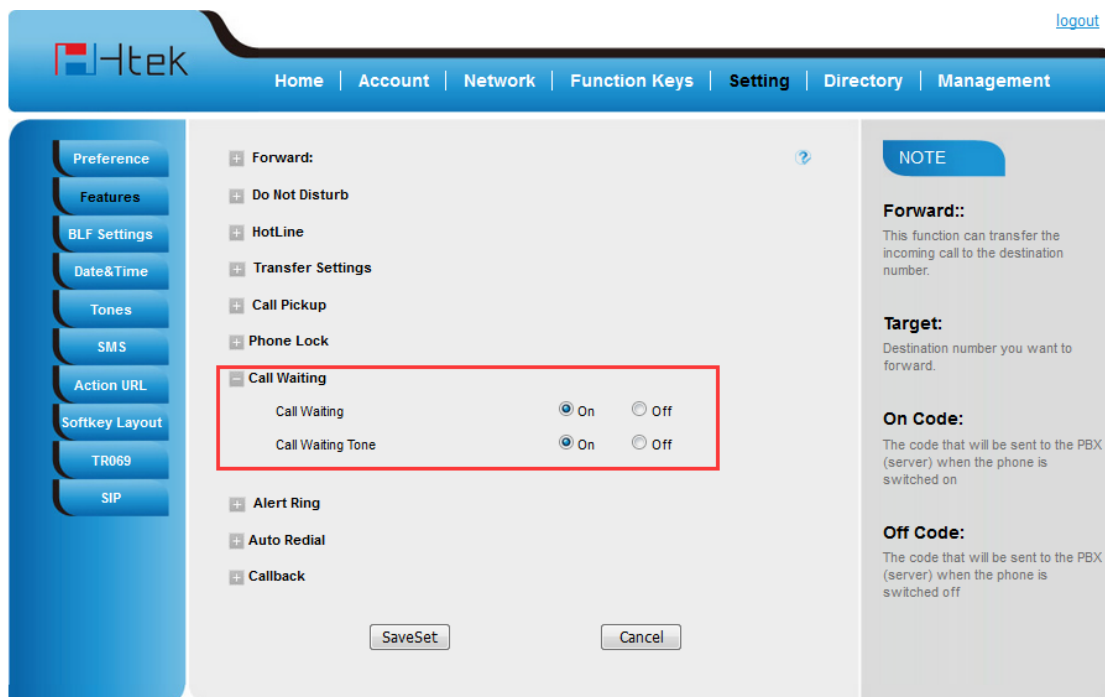 logout
Htek
Home | Account | Network | Function Keys | Setting | Directory | Management
Preference
Features
BLF Settings
Date&Time
Tones
SMS
Action URL
Softkey Layout
TR069
SIP
Forward:
Do Not Disturb
HotLine
Transfer Settings
Call Pickup
Phone Lock
Call Waiting
Call Waiting On Off
Call Waiting Tone On Off
Alert Ring
Auto Redial
Callback
SaveSet Cancel
NOTE
Forward::
This function can transfer the
incoming call to the destination
number.
Target:
Destination number you want to
forward.
On Code:
The code that will be sent to the PBX
(server) when the phone is
switched on
Off Code:
The code that will be sent to the PBX
(server) when the phone is
switched off